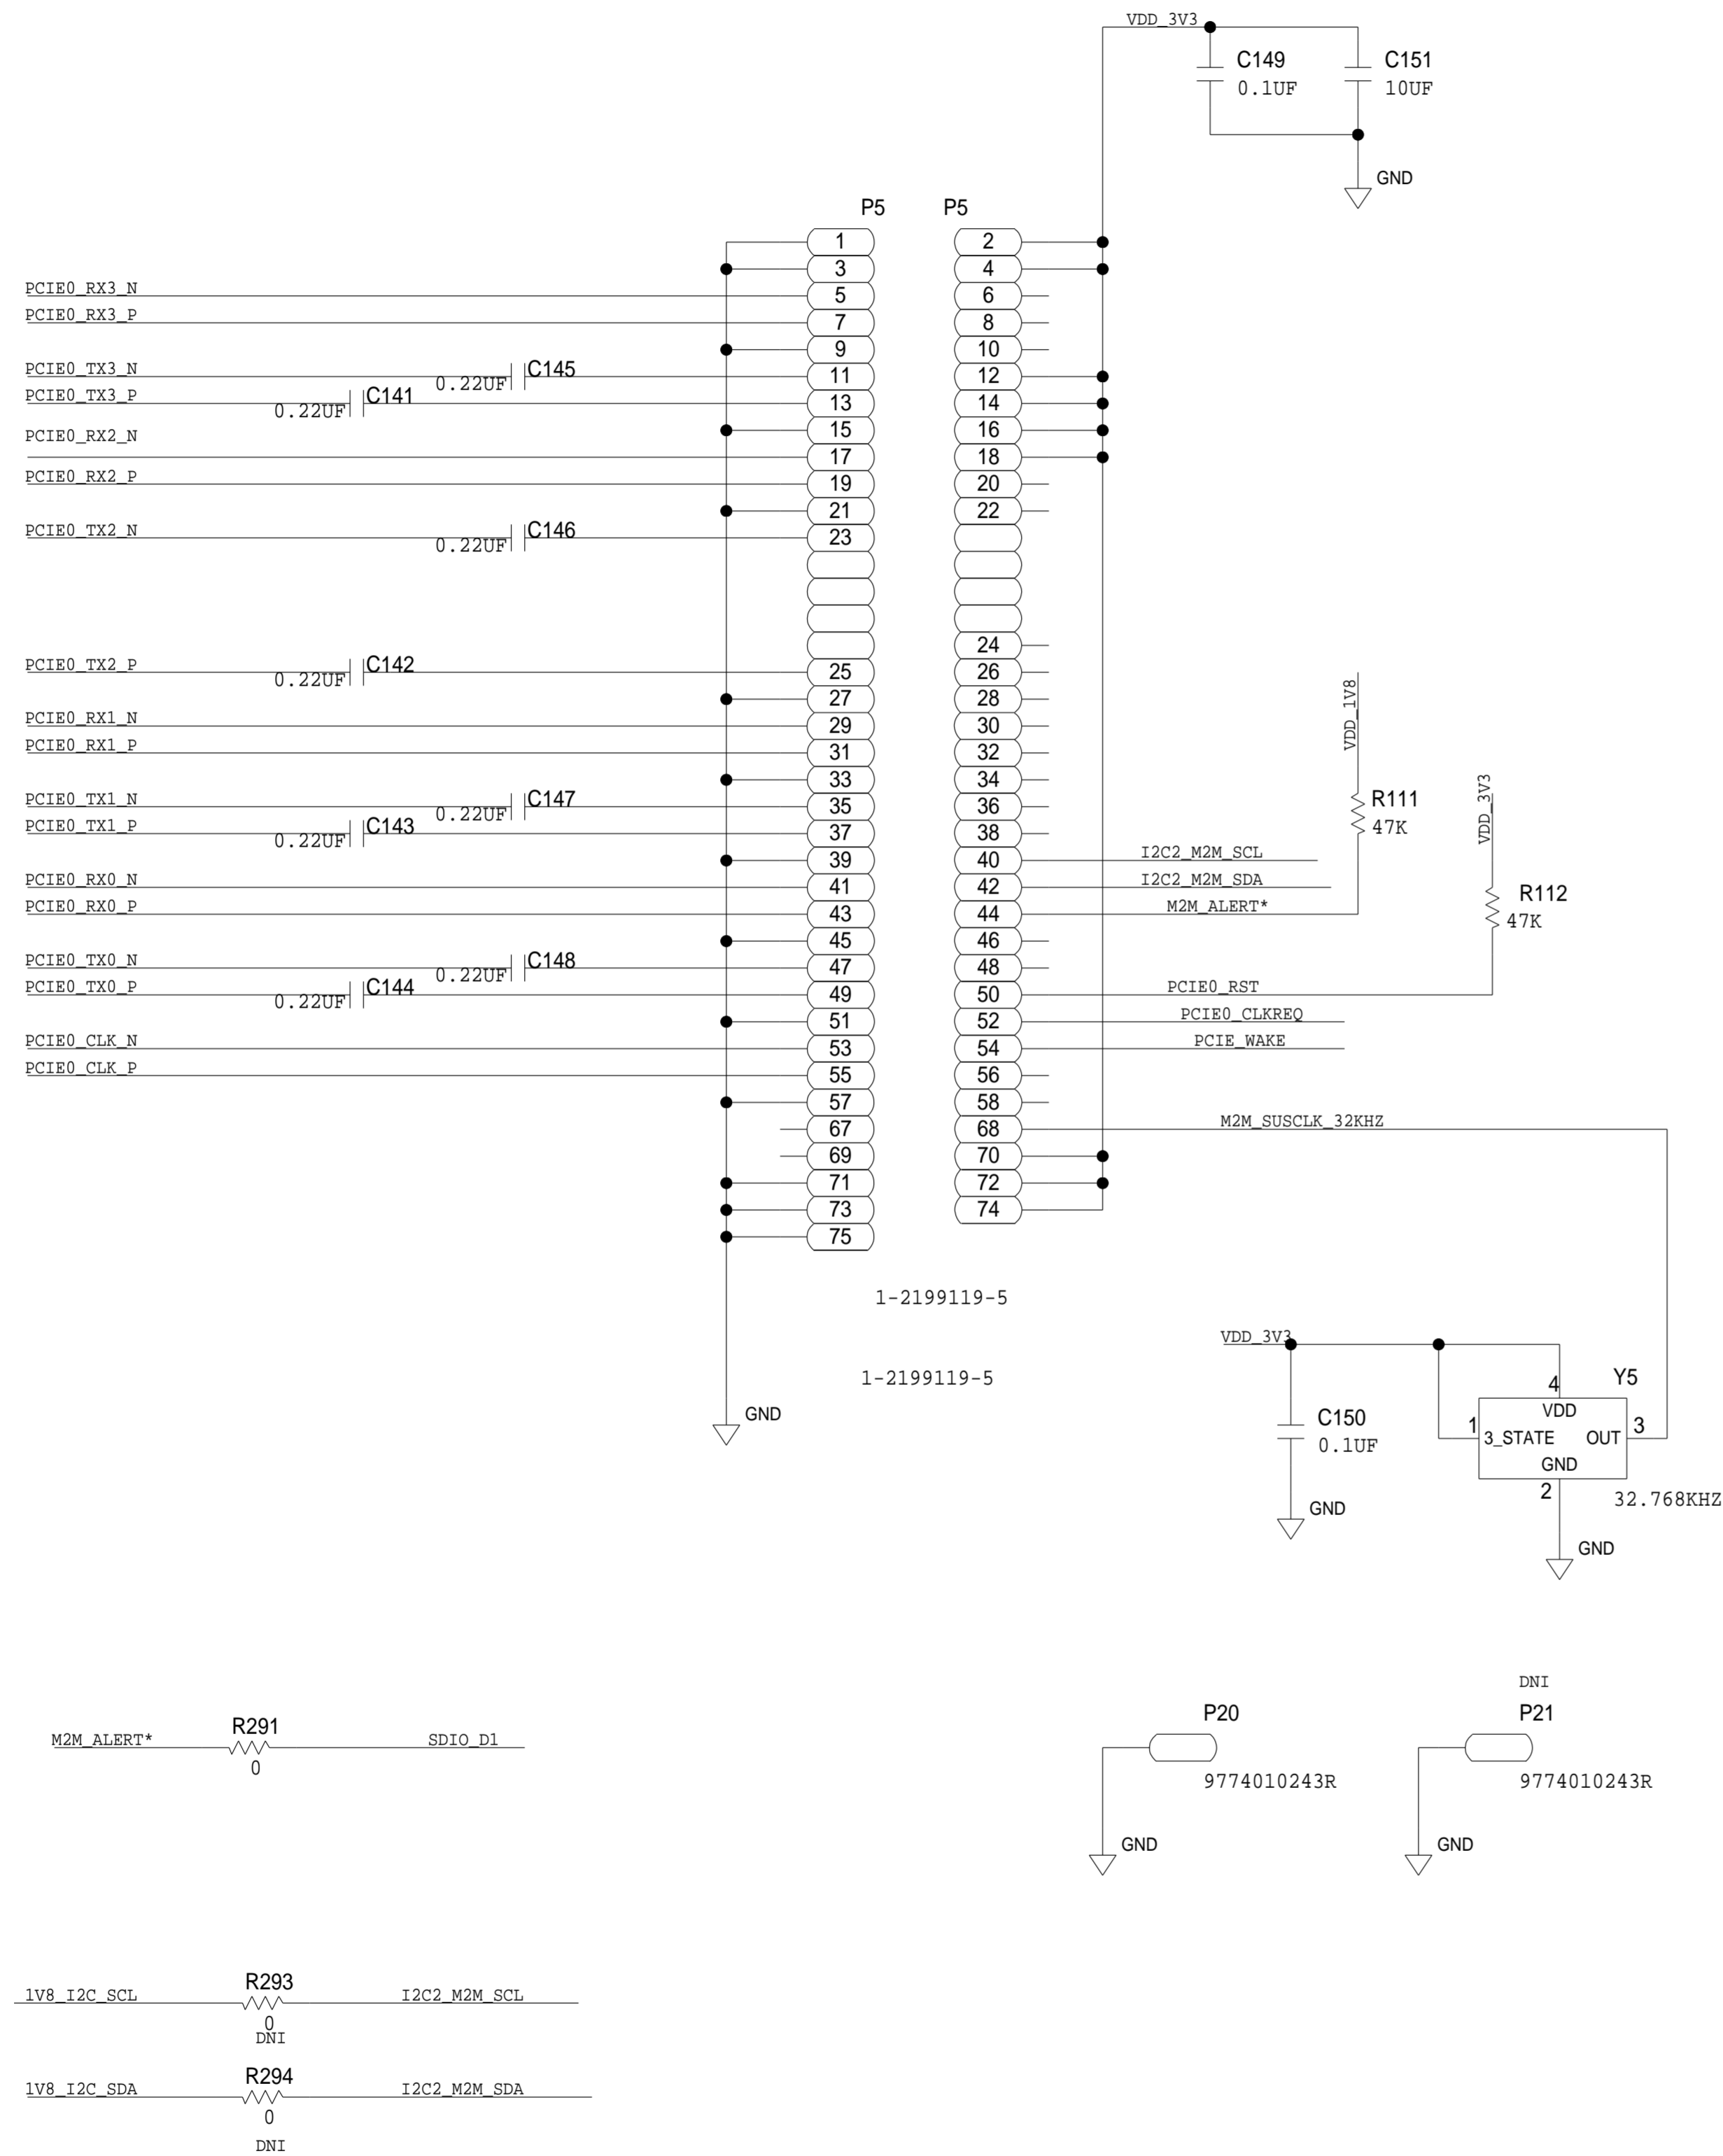 VDD_3V3
C149
0.1UF
C151
10UF
GND
P5 P5
1 2
3 4
PCIE0_RX3_N 5 6
PCIE0_RX3_P 7 8
9 10
PCIE0_TX3_N 0.22UF C145 11 12
PCIE0_TX3_P 0.22UF C141 13 14
15 16
PCIE0_RX2_N 17 18
PCIE0_RX2_P 19 20
21 22
PCIE0_TX2_N 0.22UF C146 23
24
PCIE0_TX2_P 0.22UF C142 25 26
27 28
PCIE0_RX1_N 29 30
PCIE0_RX1_P 31 32
33 34
PCIE0_TX1_N 0.22UF C147 35 36
PCIE0_TX1_P 0.22UF C143 37 38
39 40 I2C2_M2M_SCL
PCIE0_RX0_N 41 42 I2C2_M2M_SDA
PCIE0_RX0_P 43 44 M2M_ALERT*
45 46
PCIE0_TX0_N 0.22UF C148 47 48
PCIE0_TX0_P 0.22UF C144 49 50 PCIE0_RST
51 52 PCIE0_CLKREQ
PCIE0_CLK_N 53 54 PCIE_WAKE
PCIE0_CLK_P 55 56
57 58
67 68 M2M_SUSCLK_32KHZ
69 70
71 72
73 74
75
VDD_1V8
R111
47K
VDD_3V3
R112
47K
1-2199119-5
1-2199119-5
GND
VDD_3V3
C150
0.1UF
GND
Y5
4
VDD
1 3_STATE OUT 3
GND
2
32.768KHZ
GND
M2M_ALERT* R291 SDIO_D1
0
P20
9774010243R
GND
DNI
P21
9774010243R
GND
1V8_I2C_SCL R293 I2C2_M2M_SCL
0
DNI
1V8_I2C_SDA R294 I2C2_M2M_SDA
0
DNI